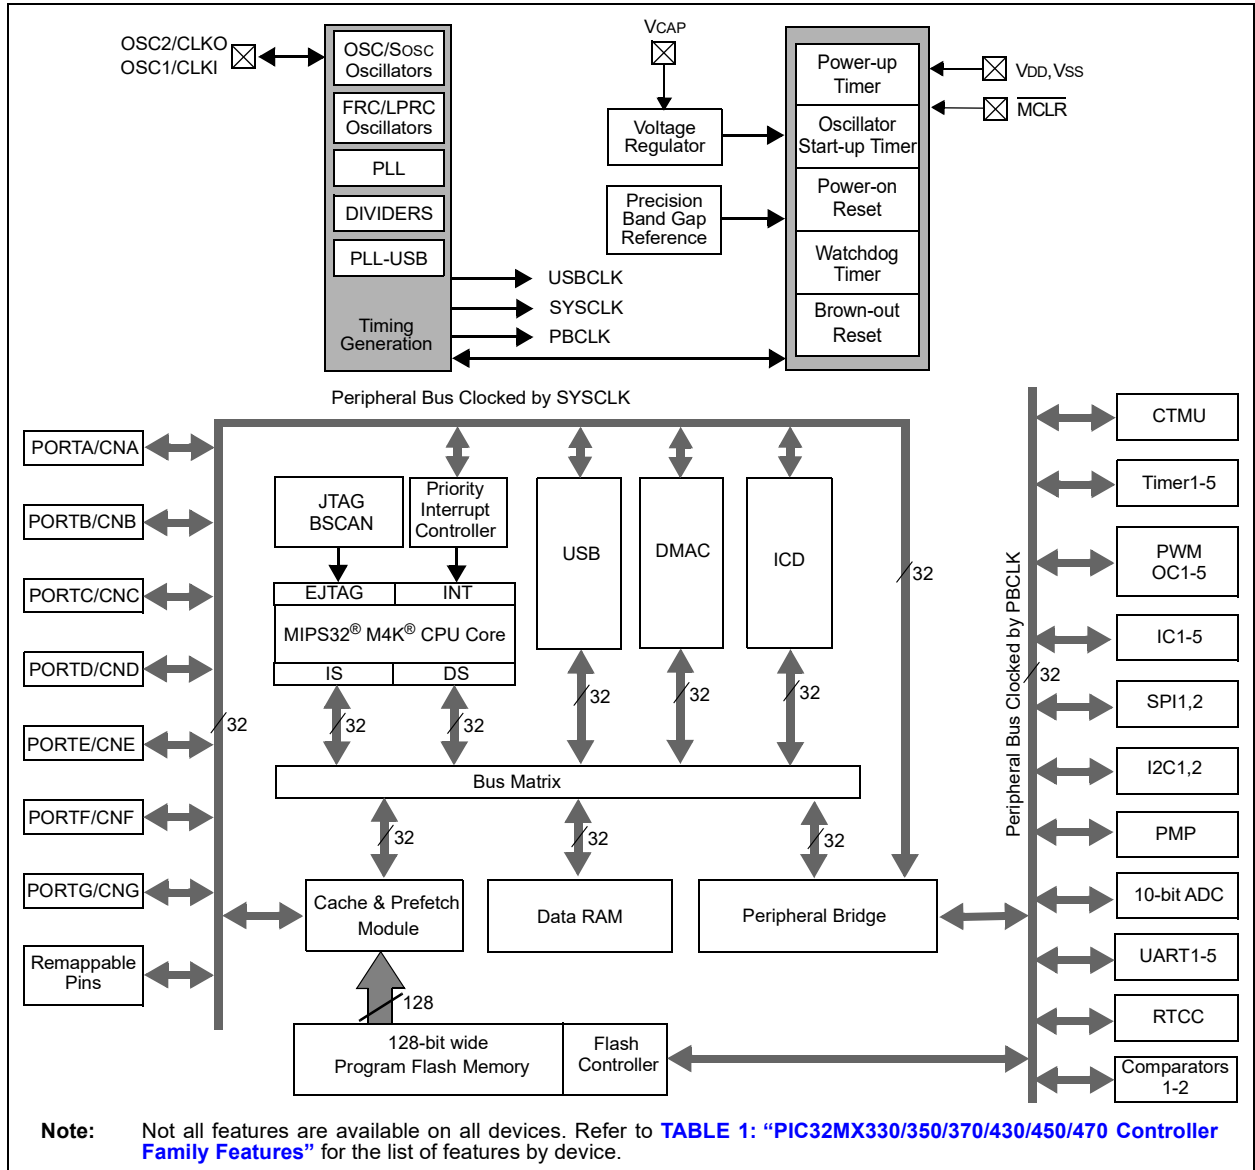 OSC2/CLKO
OSC1/CLKI
OSC/SOSC
Oscillators
FRC/LPRC
Oscillators
PLL
DIVIDERS
PLL-USB
Timing
Generation
USBCLK
SYSCLK
PBCLK
VCAP
Voltage
Regulator
Precision
Band Gap
Reference
Power-up
Timer
Oscillator
Start-up Timer
Power-on
Reset
Watchdog
Timer
Brown-out
Reset
VDD, VSS
MCLR
Peripheral Bus Clocked by SYSCLK
PORTA/CNA
PORTB/CNB
PORTC/CNC
PORTD/CND
PORTE/CNE
PORTF/CNF
PORTG/CNG
Remappable
Pins
32
JTAG
BSCAN
Priority
Interrupt
Controller
EJTAG
INT
MIPS32® M4K® CPU Core
IS
DS
USB
DMAC
ICD
32
32
32
32
32
32
Bus Matrix
32
32
32
Cache & Prefetch
Module
Data RAM
Peripheral Bridge
128
128-bit wide
Program Flash Memory
Flash
Controller
Peripheral Bus Clocked by PBCLK
32
CTMU
Timer1-5
PWM
OC1-5
IC1-5
SPI1,2
I2C1,2
PMP
10-bit ADC
UART1-5
RTCC
Comparators
1-2
Note: Not all features are available on all devices. Refer to TABLE 1: “PIC32MX330/350/370/430/450/470 Controller
Family Features” for the list of features by device.